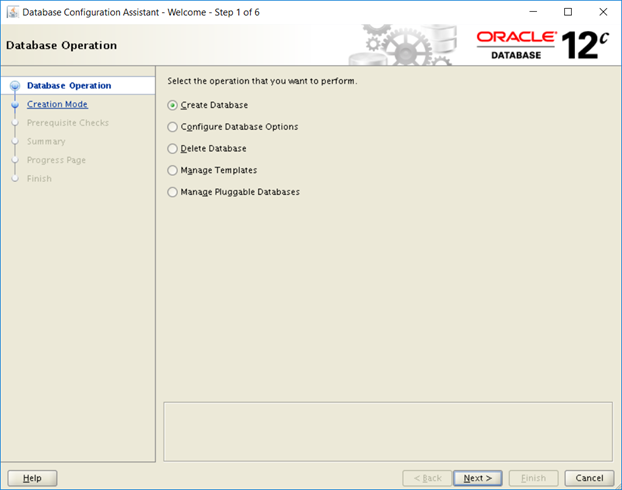 Database Configuration Assistant - Welcome - Step 1 of 6
Database Operation
ORACLE
DATABASE
12c
Database Operation
Creation Mode
Prerequisite Checks
Summary
Progress Page
Finish
Select the operation that you want to perform.
Create Database
Configure Database Options
Delete Database
Manage Templates
Manage Pluggable Databases
Help
< Back
Next >
Finish
Cancel